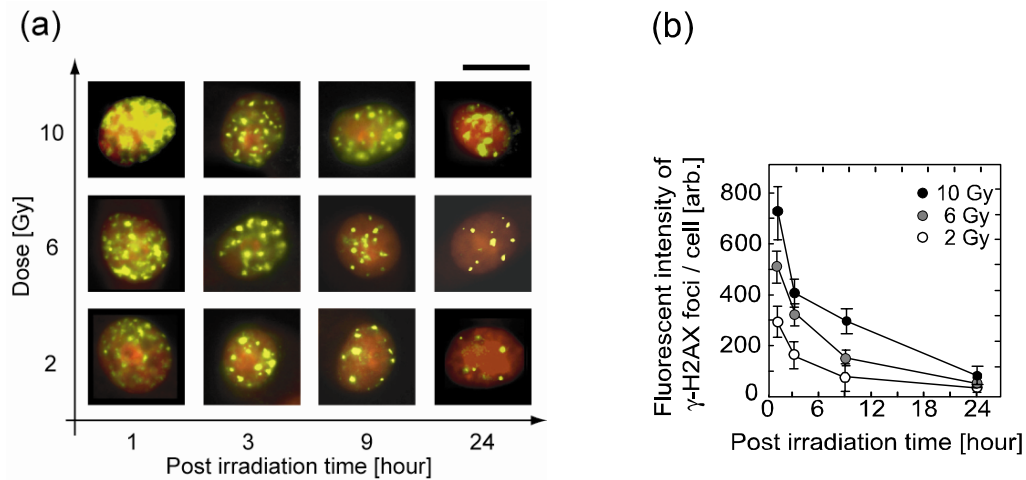 (a)
10
6
2
Dose [Gy]
1 3 9 24
Post irradiation time [hour]
(b)
Fluorescent intensity of
γ-H2AX foci / cell [arb.]
800
600
400
200
0
10 Gy
6 Gy
2 Gy
0 6 12 18 24
Post irradiation time [hour]